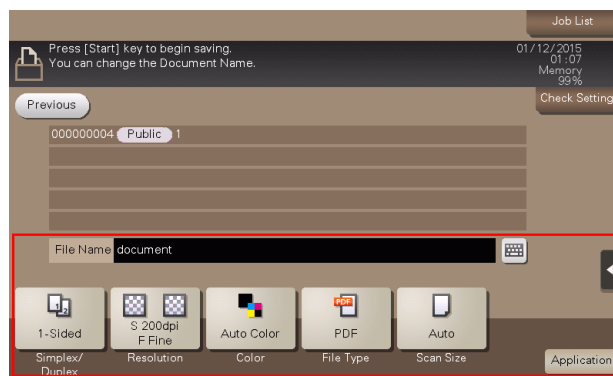 Job List
Press [Start] key to begin saving.
You can change the Document Name.
01/12/2015
01:07
Memory
99%
Previous
Check Setting
000000004 Public 1
File Name document
1-Sided
S 200dpi
F Fine
Auto Color
PDF
PDF
Auto
Simplex/
Duplex
Resolution
Color
File Type
Scan Size
Application